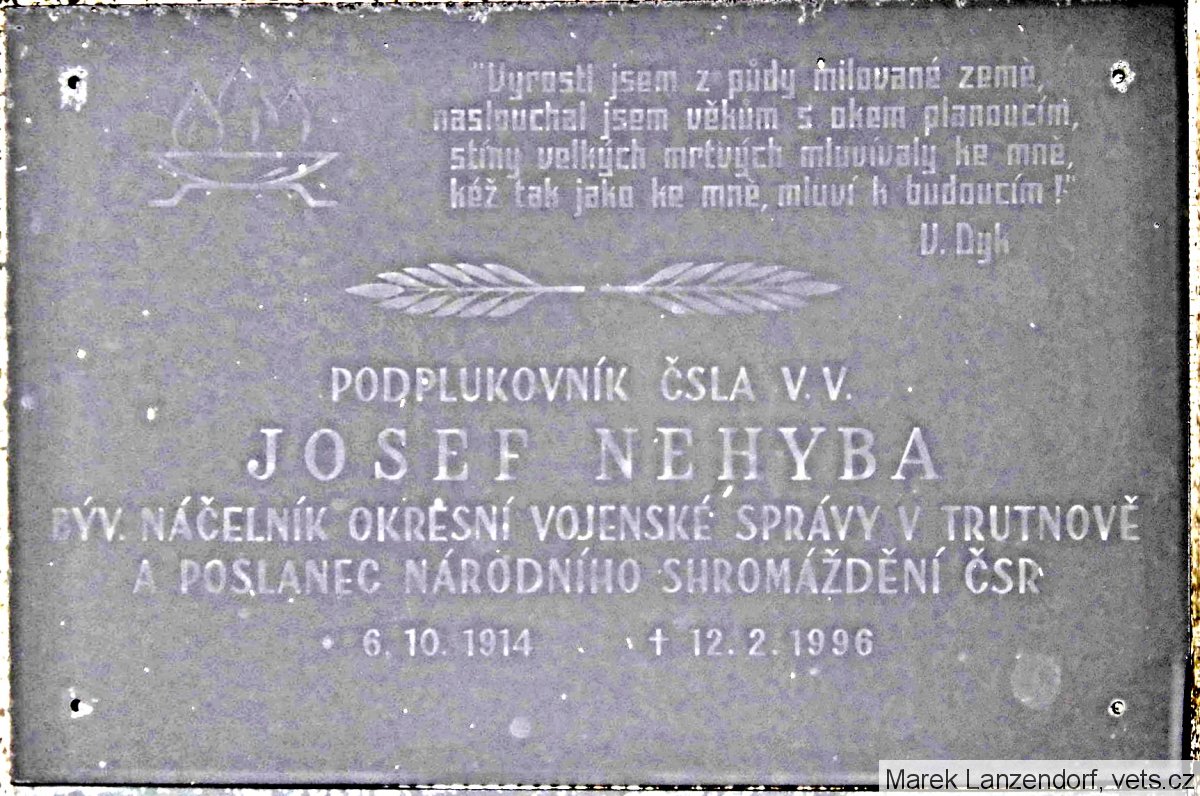 "Vyrostl jsem z půdy milované země,
naslouchal jsem věkům s okem planoucím,
stíny velkých mrtvých mluvívaly ke mně,
kéž tak jako ke mně, mluví k budoucím!"
V. Dyk
PODPLUKOVNÍK ČSLA V. V.
JOSEF NEHYBA
BÝV. NÁČELNÍK OKRESNÍ VOJENSKÉ SPRÁVY V TRUTNOVĚ
A POSLANEC NÁRODNÍHO SHROMÁŽDĚNÍ ČSR
* 6. 10. 1914 † 12. 2. 1996
Marek Lanzendorf, vets.cz